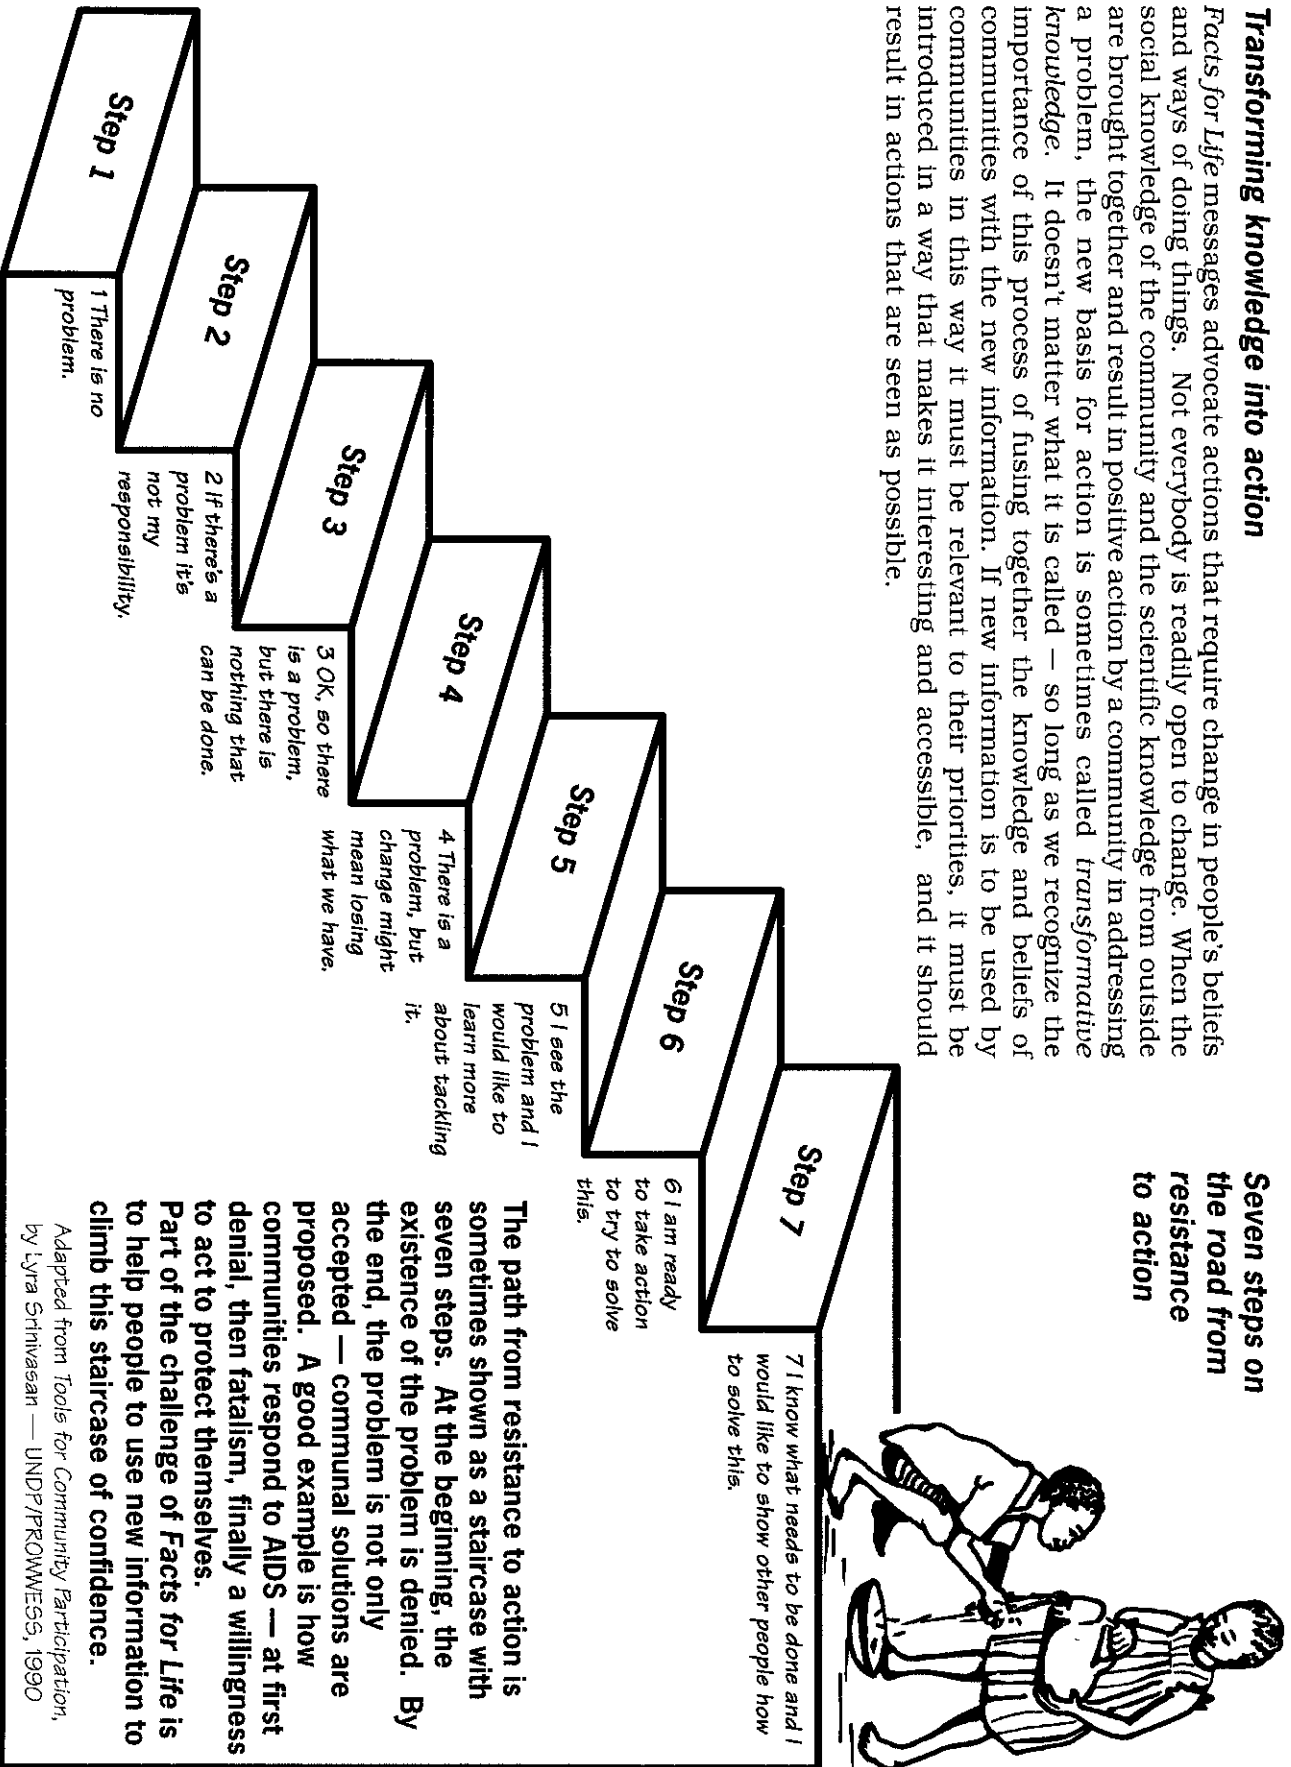 Transforming knowledge into action
Facts for Life messages advocate actions that require change in people's beliefs
and ways of doing things. Not everybody is readily open to change. When the
social knowledge of the community and the scientific knowledge from outside
are brought together and result in positive action by a community in addressing
a problem, the new basis for action is sometimes called transformative
knowledge. It doesn't matter what it is called — so long as we recognize the
importance of this process of fusing together the knowledge and beliefs of
communities with the new information. If new information is to be used by
communities in this way it must be relevant to their priorities, it must be
introduced in a way that makes it interesting and accessible, and it should
result in actions that are seen as possible.
Seven steps on
the road from
resistance
to action
Step 1
1 There is no
problem.
Step 2
2 If there's a
problem it's
not my
responsibility.
Step 3
3 OK, so there
is a problem,
but there is
nothing that
can be done.
Step 4
4 There is a
problem, but
change might
mean losing
what we have.
Step 5
5 I see the
problem and I
would like to
learn more
about tackling
it.
Step 6
6 I am ready
to take action
to try to solve
this.
Step 7
7 I know what needs to be done and I
would like to show other people how
to solve this.
The path from resistance to action is
sometimes shown as a staircase with
seven steps. At the beginning, the
existence of the problem is denied. By
the end, the problem is not only
accepted — communal solutions are
proposed. A good example is how
communities respond to AIDS — at first
denial, then fatalism, finally a willingness
to act to protect themselves.
Part of the challenge of Facts for Life is
to help people to use new information to
climb this staircase of confidence.
Adapted from Tools for Community Participation,
by Lyra Srinivasan — UNDP/PROWWESS, 1990